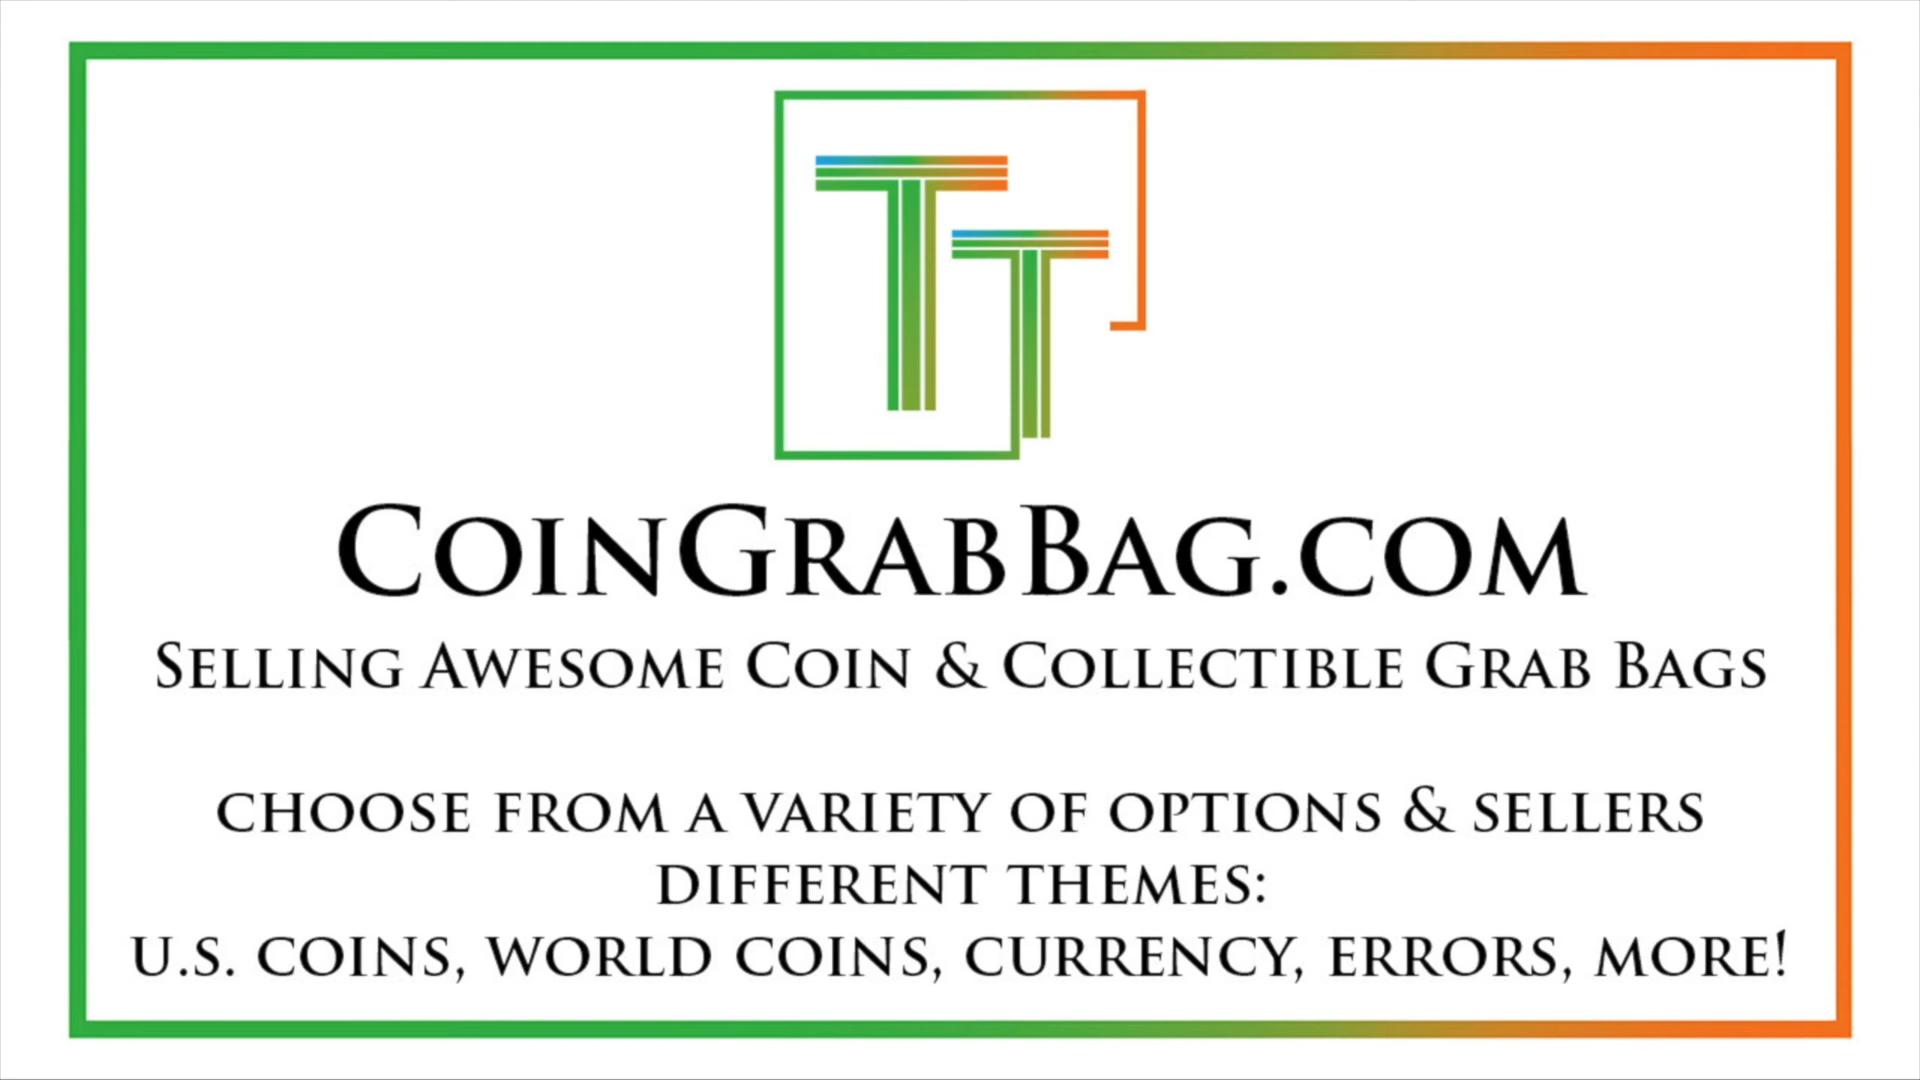 TT
CoinGrabBag.com
Selling Awesome Coin & Collectible Grab Bags
choose from a variety of options & sellers
different themes:
u.s. coins, world coins, currency, errors, more!